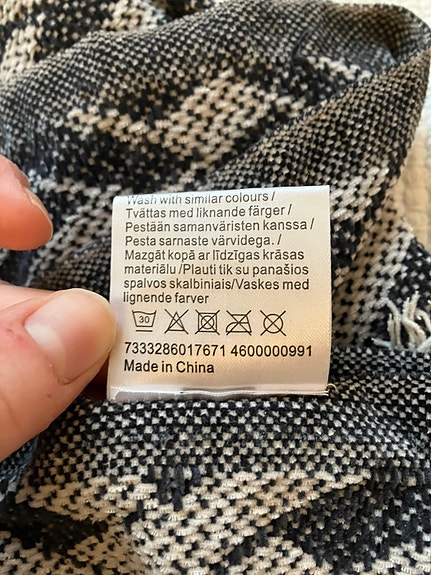 Wash with similar colours /
Tvättas med liknande färger /
Pestään samanväristen kanssa /
Pesta sarnaste värvidega. /
Mazgāt kopā ar līdzīgas krāsas
materiālu /Plauti tik su panašios
spalvos skalbiniais/Vaskes med
lignende farver
30
7333286017671 4600000991
Made in China